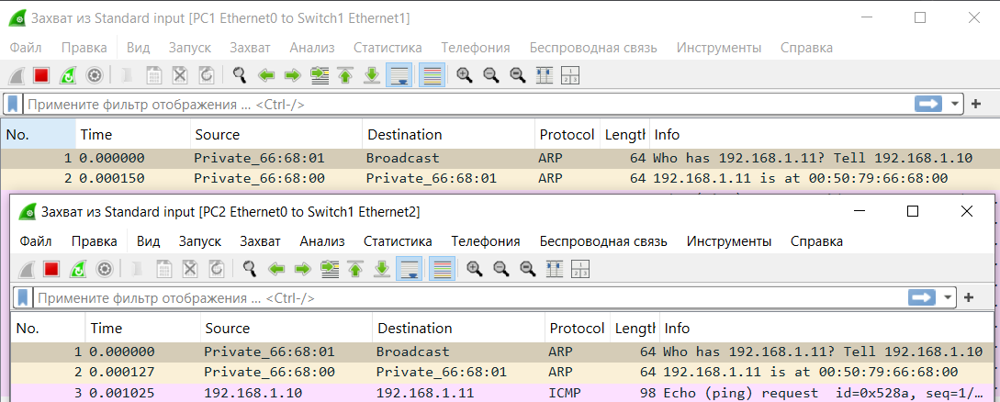 Захват из Standard input [PC1 Ethernet0 to Switch1 Ethernet1]
Файл Правка Вид Запуск Захват Анализ Статистика Телефония Беспроводная связь Инструменты Справка
Примените фильтр отображения ... <Ctrl-/>
No. Time Source Destination Protocol Length Info
1 0.000000 Private_66:68:01 Broadcast ARP 64 Who has 192.168.1.11? Tell 192.168.1.10
2 0.000150 Private_66:68:00 Private_66:68:01 ARP 64 192.168.1.11 is at 00:50:79:66:68:00
Захват из Standard input [PC2 Ethernet0 to Switch1 Ethernet2]
Файл Правка Вид Запуск Захват Анализ Статистика Телефония Беспроводная связь Инструменты Справка
Примените фильтр отображения ... <Ctrl-/>
No. Time Source Destination Protocol Length Info
1 0.000000 Private_66:68:01 Broadcast ARP 64 Who has 192.168.1.11? Tell 192.168.1.10
2 0.000127 Private_66:68:00 Private_66:68:01 ARP 64 192.168.1.11 is at 00:50:79:66:68:00
3 0.001025 192.168.1.10 192.168.1.11 ICMP 98 Echo (ping) request id=0x528a, seq=1/…